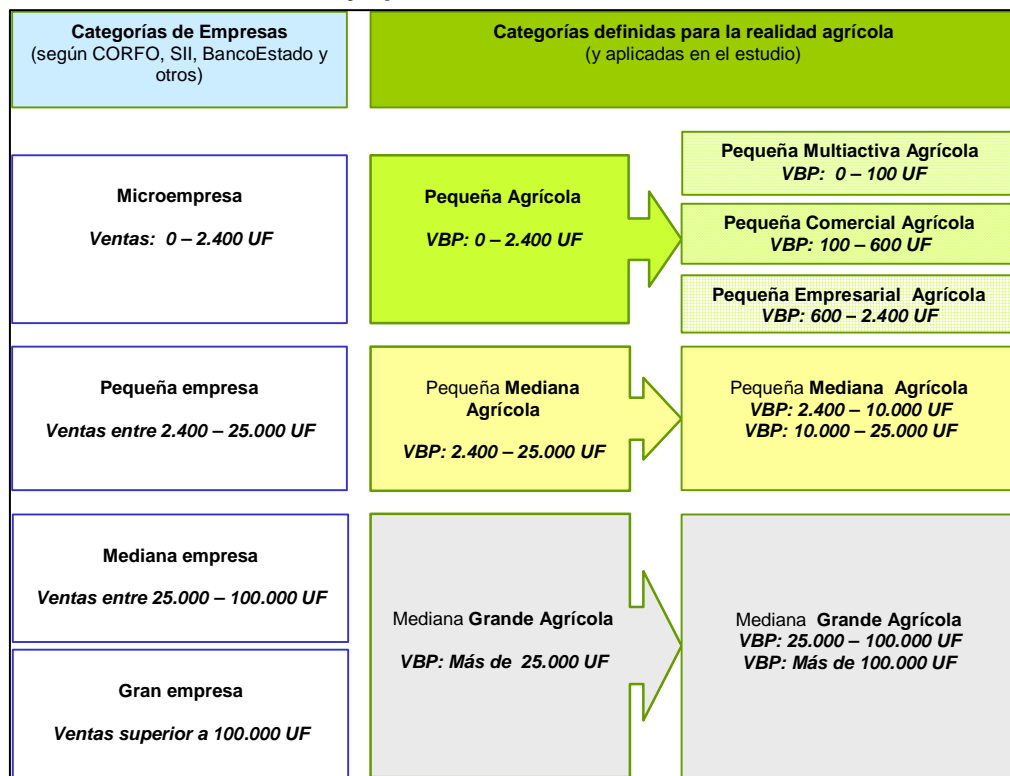 Categorías de Empresas
(según CORFO, SII, BancoEstado y
otros)
Categorías definidas para la realidad agrícola
(y aplicadas en el estudio)
Microempresa
Ventas: 0 – 2.400 UF
Pequeña Agrícola
VBP: 0 – 2.400 UF
Pequeña Multiactiva Agrícola
VBP: 0 – 100 UF
Pequeña Comercial Agrícola
VBP: 100 – 600 UF
Pequeña Empresarial Agrícola
VBP: 600 – 2.400 UF
Pequeña empresa
Ventas entre 2.400 – 25.000 UF
Pequeña Mediana
Agrícola
VBP: 2.400 – 25.000 UF
Pequeña Mediana Agrícola
VBP: 2.400 – 10.000 UF
VBP: 10.000 – 25.000 UF
Mediana empresa
Ventas entre 25.000 – 100.000 UF
Gran empresa
Ventas superior a 100.000 UF
Mediana Grande Agrícola
VBP: Más de 25.000 UF
Mediana Grande Agrícola
VBP: 25.000 – 100.000 UF
VBP: Más de 100.000 UF